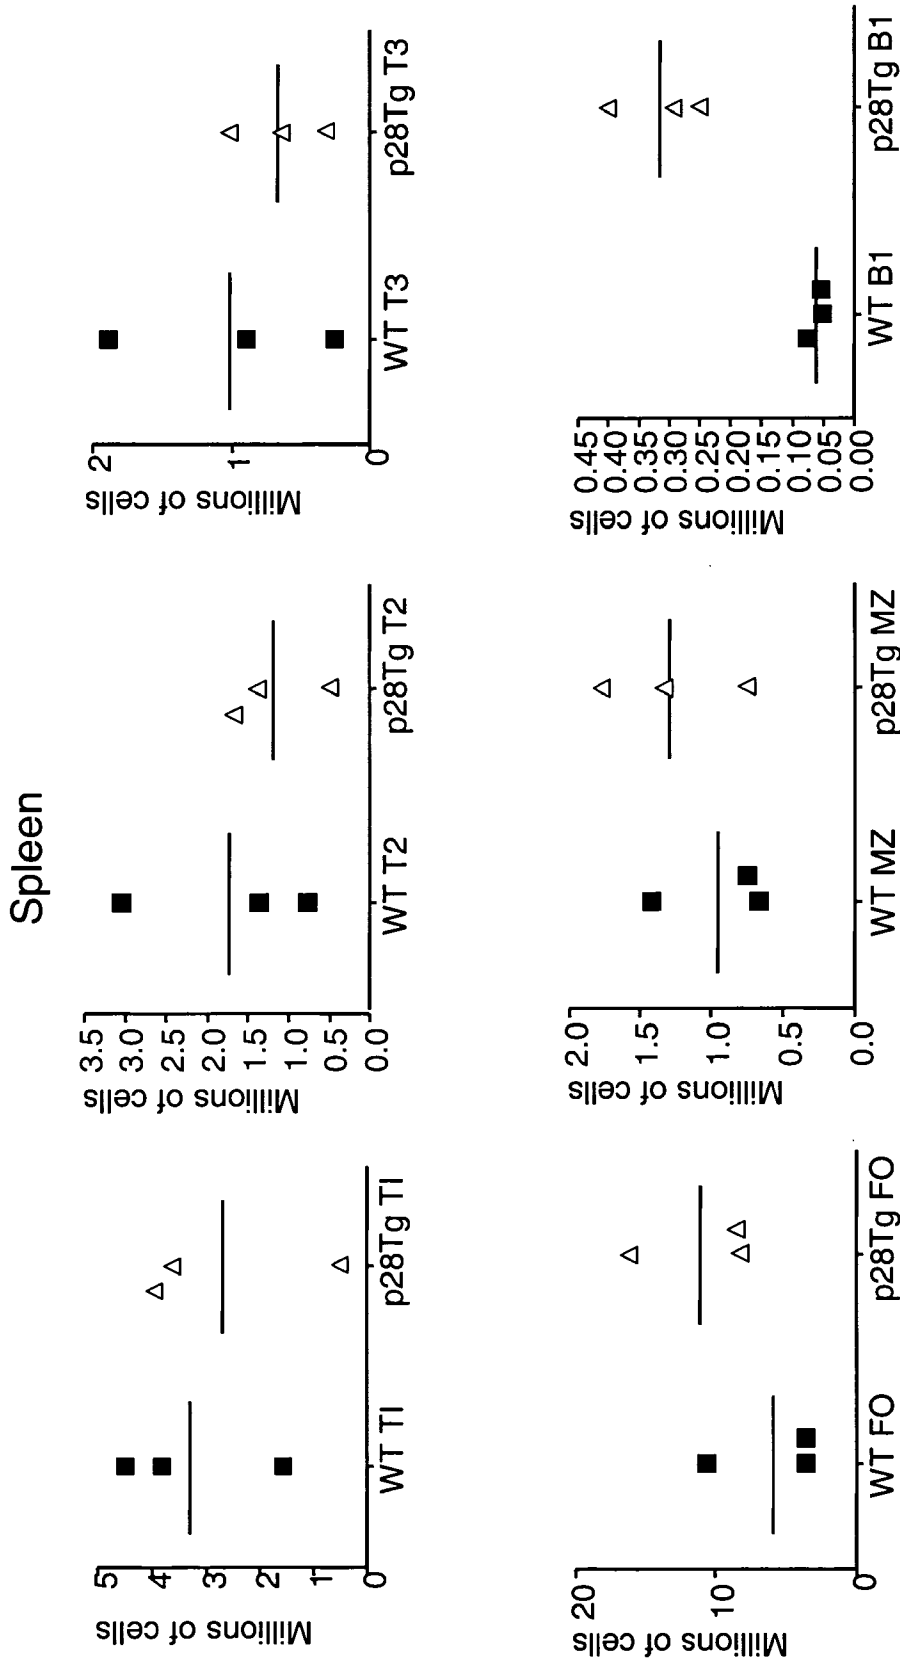 Spleen
Millions of cells
5
4
3
2
1
0
WT TI
p28Tg TI
Millions of cells
3.5
3.0
2.5
2.0
1.5
1.0
0.5
0.0
WT T2
p28Tg T2
Millions of cells
2
1
0
WT T3
p28Tg T3
Millions of cells
20
10
0
WT FO
p28Tg FO
Millions of cells
2.0
1.5
1.0
0.5
0.0
WT MZ
p28Tg MZ
Millions of cells
0.45
0.40
0.35
0.30
0.25
0.20
0.15
0.10
0.05
0.00
WT B1
p28Tg B1